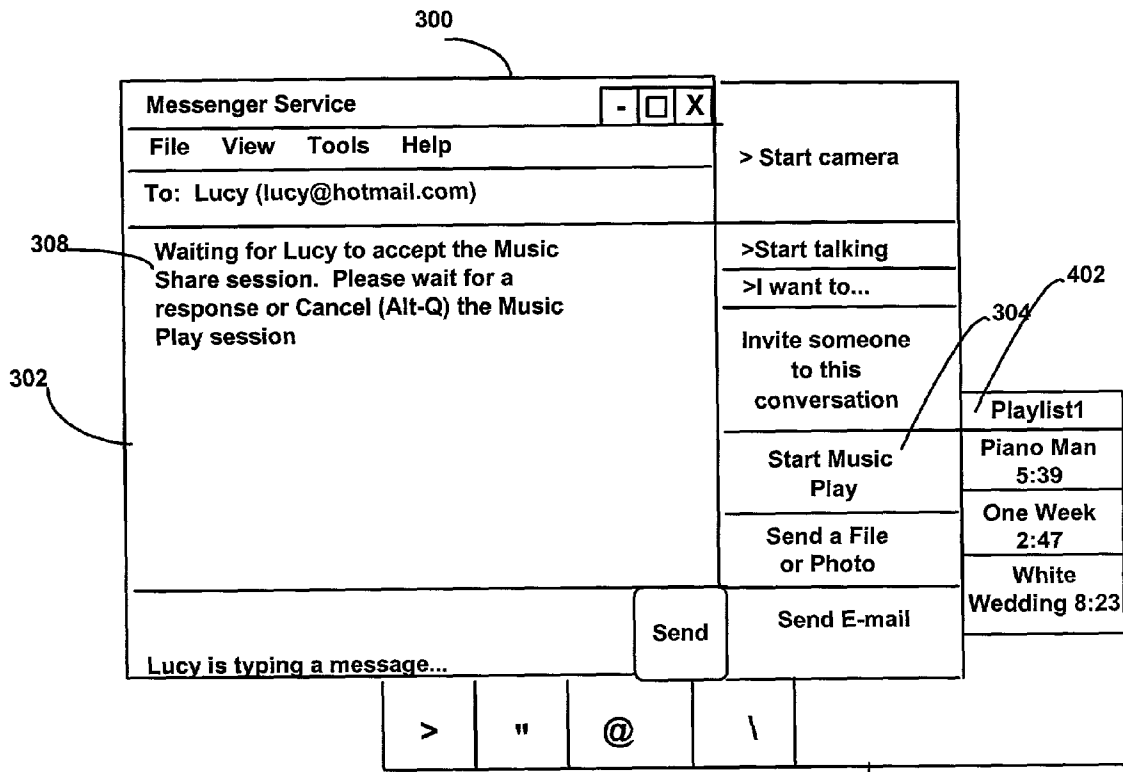 300
Messenger Service
- □ X
File View Tools Help
To: Lucy (lucy@hotmail.com)
308
Waiting for Lucy to accept the Music
Share session. Please wait for a
response or Cancel (Alt-Q) the Music
Play session
302
> Start camera
>Start talking
>I want to...
402
304
Invite someone
to this
conversation
Start Music
Play
Send a File
or Photo
Send E-mail
Playlist1
Piano Man
5:39
One Week
2:47
White
Wedding 8:23
Send
Lucy is typing a message...
> " @ \